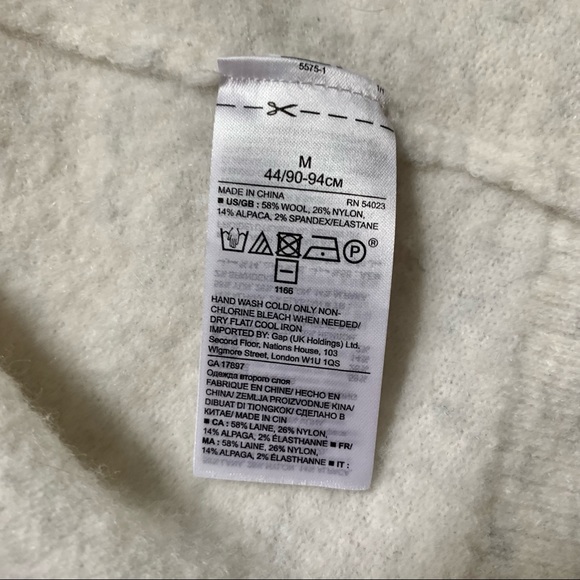 5575-1
M
44/90-94CM
MADE IN CHINA RN 54023
■ US/GB : 58% WOOL, 26% NYLON,
14% ALPACA, 2% SPANDEX/ELASTANE
P ®
1166
HAND WASH COLD/ ONLY NON-
CHLORINE BLEACH WHEN NEEDED/
DRY FLAT/ COOL IRON
IMPORTED BY: Gap (UK Holdings) Ltd.
Second Floor, Nations House, 103
Wigmore Street, London W1U 1QS
CA 17897
Одежда второго слоя
FABRIQUE EN CHINE/ HECHO EN
CHINA/ ZEMLJA PROIZVODNJE KINA/
DIBUAT DI TIONGKOK/ СДЕЛАНО В
КИТАЕ/ MADE IN CIN
■ CA : 58% LAINE, 26% NYLON,
14% ALPAGA, 2% ÉLASTHANNE ■ FR/
MA : 58% LAINE, 26% NYLON,
14% ALPAGA, 2% ÉLASTHANNE ■ IT :